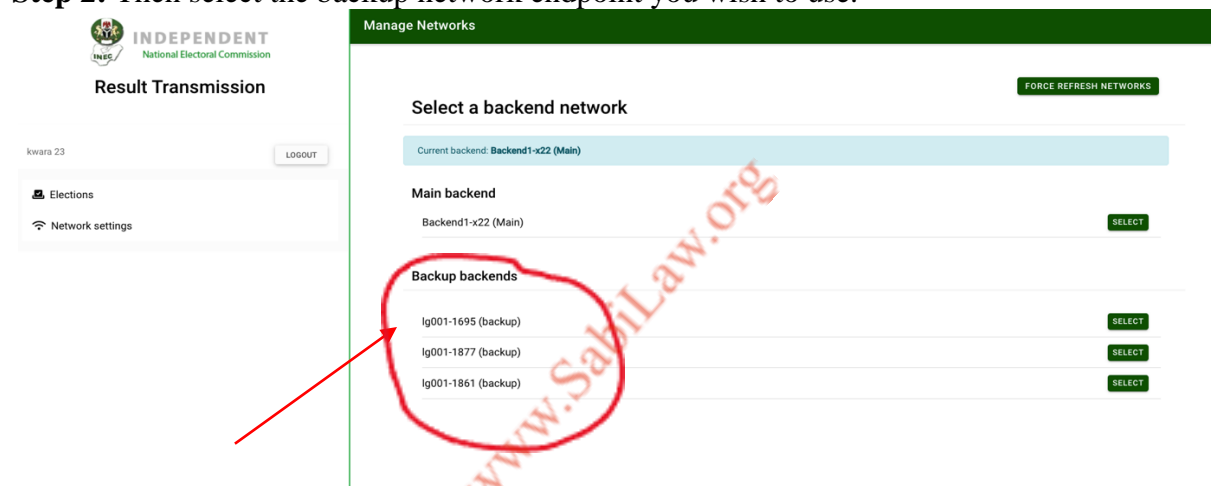 Step 2: Then select the backup network endpoint you wish to use.
INDEPENDENT
National Electoral Commission
INEC
Result Transmission
kwara 23
LOGOUT
Elections
Network settings
Manage Networks
FORCE REFRESH NETWORKS
Select a backend network
Current backend: Backend1-x22 (Main)
Main backend
Backend1-x22 (Main)
SELECT
Backup backends
lg001-1695 (backup)
SELECT
lg001-1877 (backup)
SELECT
lg001-1861 (backup)
SELECT
www.SabiLaw.org